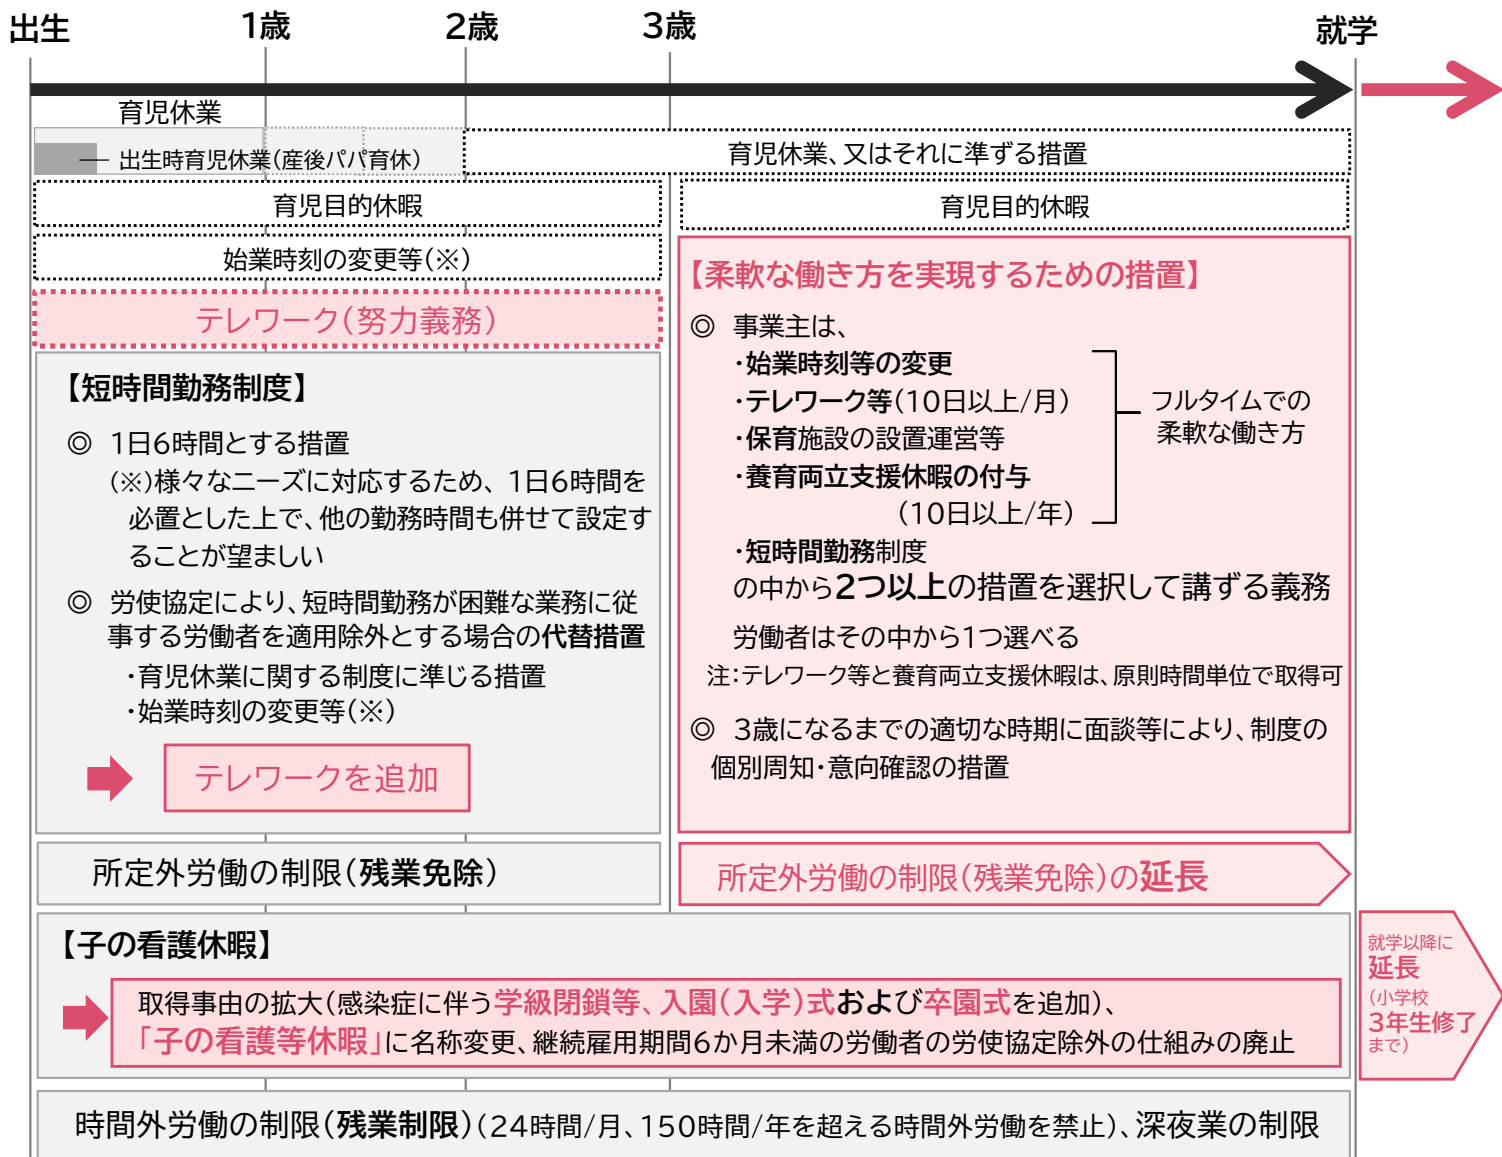 出生
1歳
2歳
3歳
就学
育児休業
出生時育児休業（産後パパ育休）
育児休業、又はそれに準ずる措置
育児目的休暇
育児目的休暇
始業時刻の変更等（※）
テレワーク（努力義務）
【短時間勤務制度】
◎ 1日6時間とする措置
（※）様々なニーズに対応するため、1日6時間を
必置とした上で、他の勤務時間も併せて設定す
ることが望ましい
◎ 労使協定により、短時間勤務が困難な業務に従
事する労働者を適用除外とする場合の代替措置
・育児休業に関する制度に準じる措置
・始業時刻の変更等（※）
テレワークを追加
【柔軟な働き方を実現するための措置】
◎ 事業主は、
・始業時刻等の変更
・テレワーク等（10日以上/月）
・保育施設の設置運営等
・養育両立支援休暇の付与
（10日以上/年）
フルタイムでの
柔軟な働き方
・短時間勤務制度
の中から2つ以上の措置を選択して講ずる義務
労働者はその中から1つ選べる
注：テレワーク等と養育両立支援休暇は、原則時間単位で取得可
◎ 3歳になるまでの適切な時期に面談等により、制度の
個別周知・意向確認の措置
所定外労働の制限（残業免除）
所定外労働の制限（残業免除）の延長
【子の看護休暇】
取得事由の拡大（感染症に伴う学級閉鎖等、入園（入学）式および卒園式を追加）、
「子の看護等休暇」に名称変更、継続雇用期間6か月未満の労働者の労使協定除外の仕組みの廃止
就学以降に
延長
（小学校
3年生修了
まで）
時間外労働の制限（残業制限）（24時間/月、150時間/年を超える時間外労働を禁止）、深夜業の制限